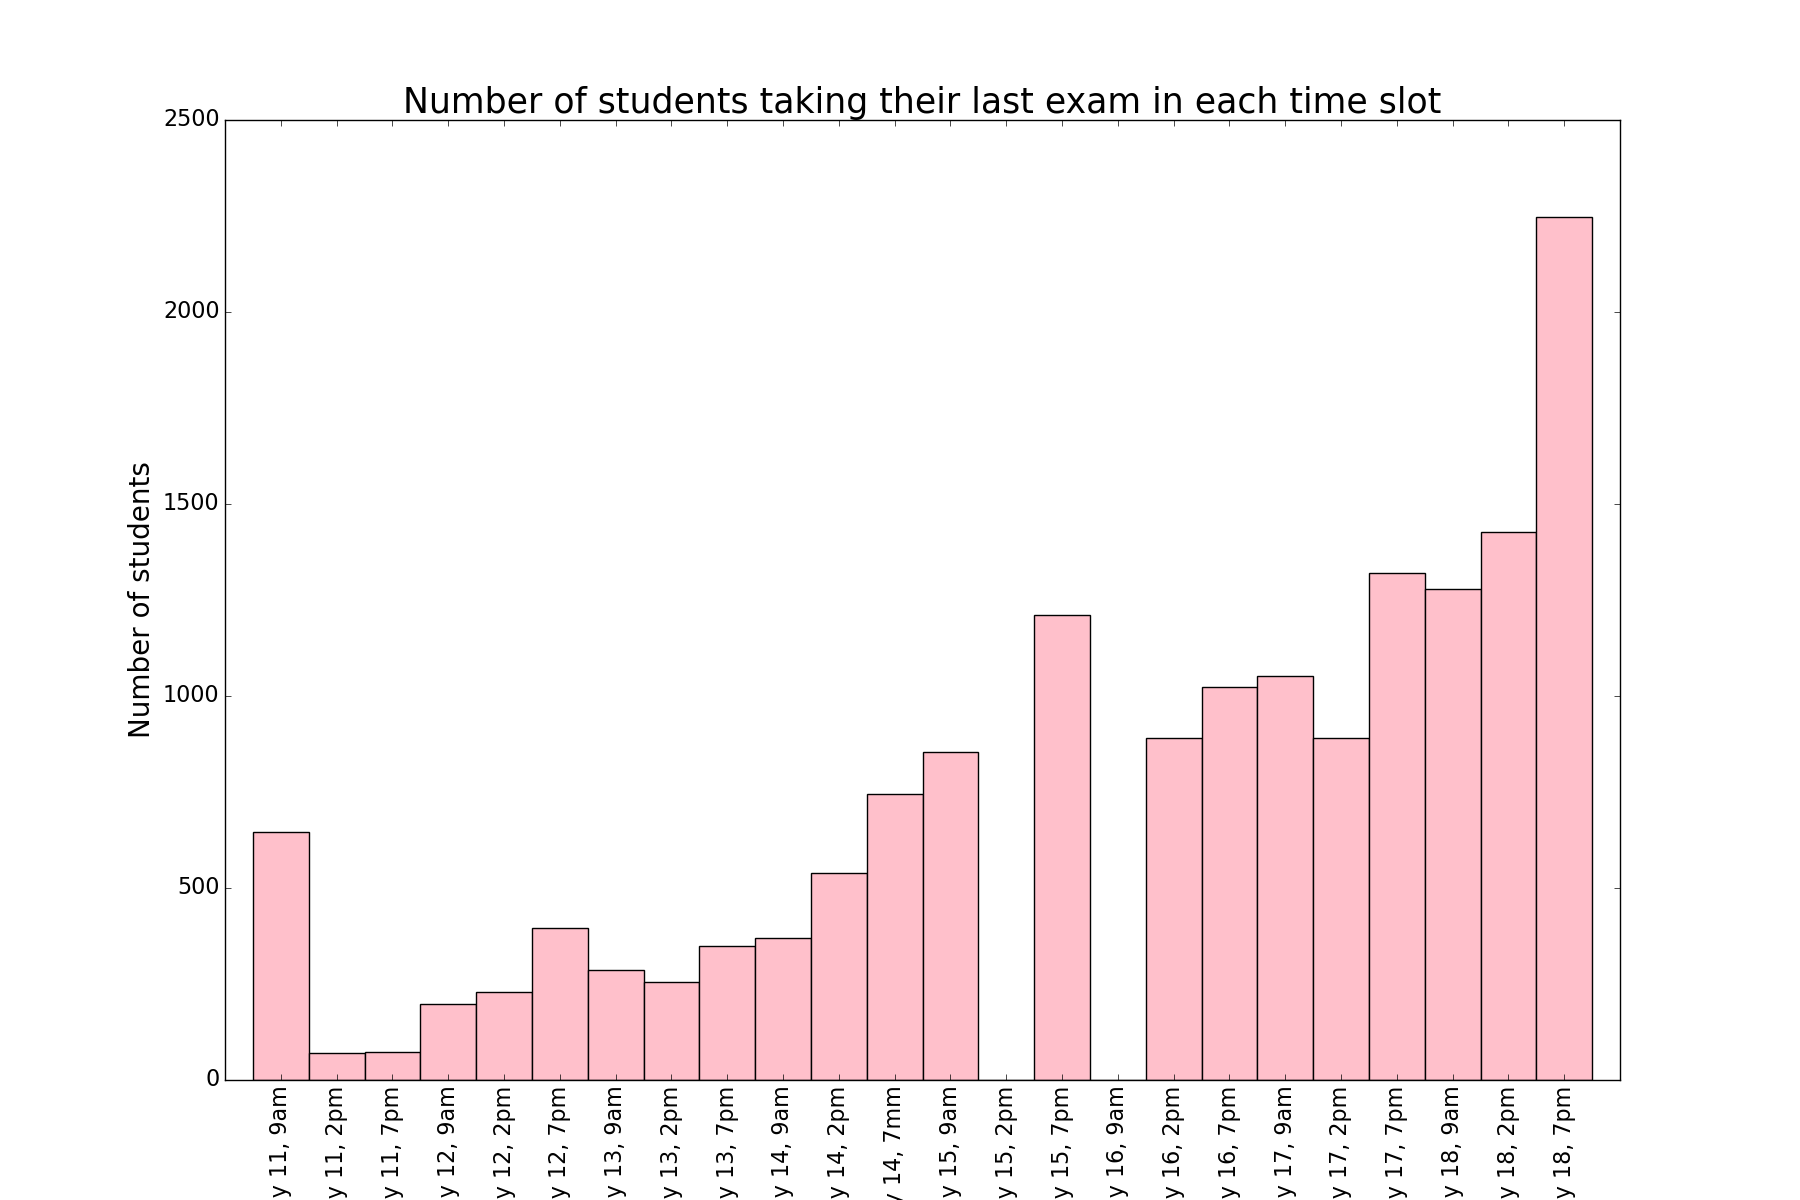 Number of students taking their last exam in each time slot
Number of students
2500
2000
1500
1000
500
0
y 11, 9am
y 11, 2pm
y 11, 7pm
y 12, 9am
y 12, 2pm
y 12, 7pm
y 13, 9am
y 13, 2pm
y 13, 7pm
y 14, 9am
y 14, 2pm
y 14, 7mm
y 15, 9am
y 15, 2pm
y 15, 7pm
y 16, 9am
y 16, 2pm
y 16, 7pm
y 17, 9am
y 17, 2pm
y 17, 7pm
y 18, 9am
y 18, 2pm
y 18, 7pm